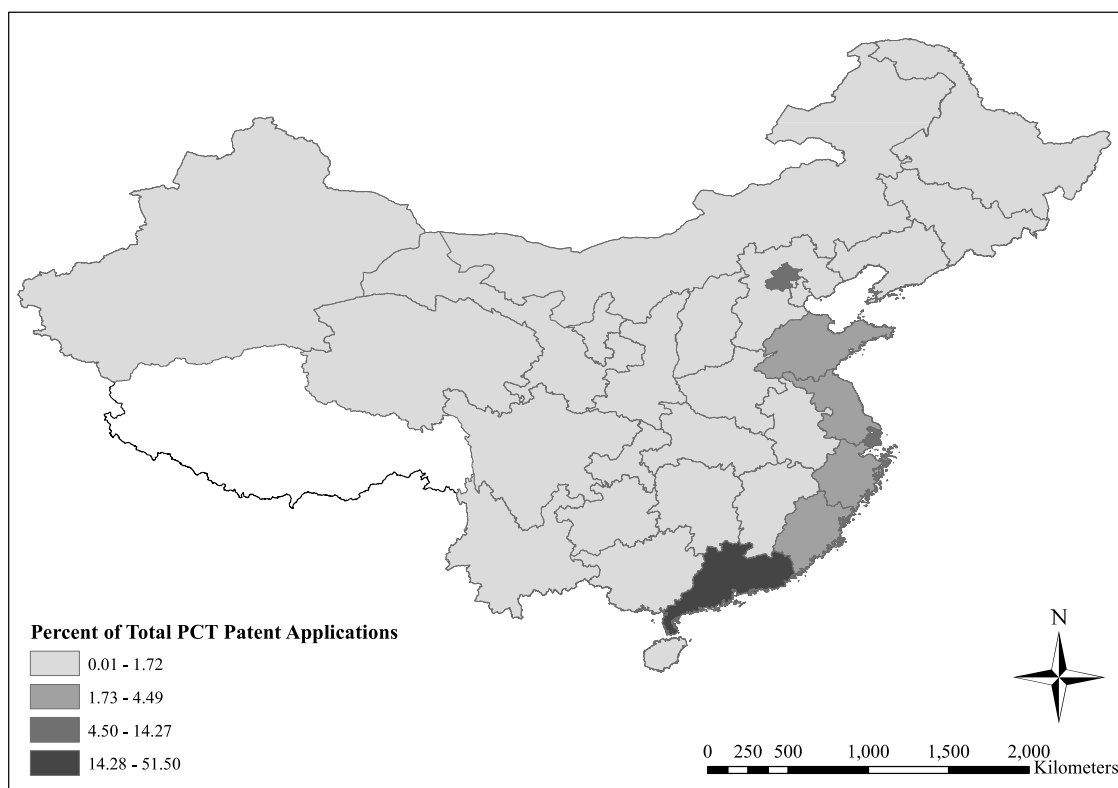 Percent of Total PCT Patent Applications
0.01 - 1.72
1.73 - 4.49
4.50 - 14.27
14.28 - 51.50
N
0 250 500 1,000 1,500 2,000
Kilometers